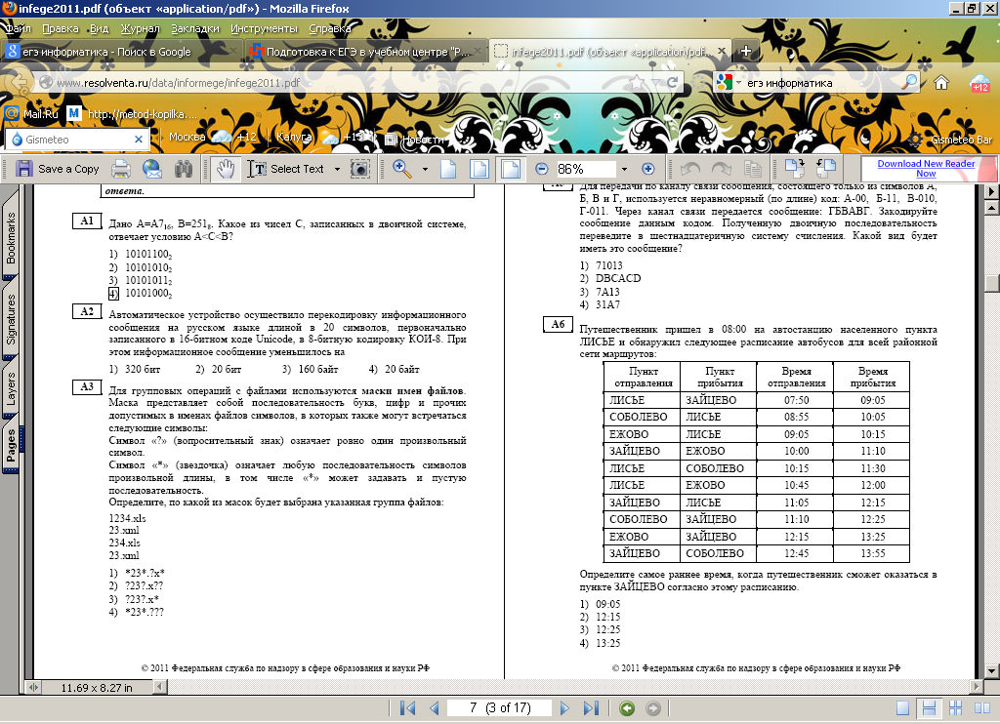 infege2011.pdf (объект «application/pdf») - Mozilla Firefox
Файл Правка Вид Журнал Закладки Инструменты Справка
егэ информатика - Поиск в Google
Подготовка к ЕГЭ в учебном центре "Р...
infege2011.pdf (объект «application/pdf...
www.resolventa.ru/data/informege/infege2011.pdf
егэ информатика
+12
Mail.Ru
http://metod-kopilka....
Gismeteo
Москва
+12
Калуга
Новости
Gismeteo Bar
Save a Copy
Select Text
86%
Download New Reader
Now
Bookmarks
Signatures
Layers
Pages
ответа.
A1
Дано A=A7₁₆, B=251₈. Какое из чисел C, записанных в двоичной системе,
отвечает условию A<C<B?
1) 10101100₂
2) 10101010₂
3) 10101011₂
4) 10101000₂
A2
Автоматическое устройство осуществило перекодировку информационного
сообщения на русском языке длиной в 20 символов, первоначально
записанного в 16-битном коде Unicode, в 8-битную кодировку КОИ-8. При
этом информационное сообщение уменьшилось на
1) 320 бит 2) 20 бит 3) 160 байт 4) 20 байт
A3
Для групповых операций с файлами используются маски имен файлов.
Маска представляет собой последовательность букв, цифр и прочих
допустимых в именах файлов символов, в которых также могут встречаться
следующие символы:
Символ «?» (вопросительный знак) означает ровно один произвольный
символ.
Символ «*» (звездочка) означает любую последовательность символов
произвольной длины, в том числе «*» может задавать и пустую
последовательность.
Определите, по какой из масок будет выбрана указанная группа файлов:
1234.xls
23.xml
234.xls
23.xml
1) *23*.?x*
2) ?23?.x??
3) ?23?.x*
4) *23*.???
© 2011 Федеральная служба по надзору в сфере образования и науки РФ
Для передачи по каналу связи сообщения, состоящего только из символов А,
Б, В и Г, используется неравномерный (по длине) код: А-00, Б-11, В-010,
Г-011. Через канал связи передается сообщение: ГБВАВГ. Закодируйте
сообщение данным кодом. Полученную двоичную последовательность
переведите в шестнадцатеричную систему счисления. Какой вид будет
иметь это сообщение?
1) 71013
2) DBCACD
3) 7A13
4) 31A7
A6
Путешественник пришел в 08:00 на автостанцию населенного пункта
ЛИСЬЕ и обнаружил следующее расписание автобусов для всей районной
сети маршрутов:
Пункт отправления Пункт прибытия Время отправления Время прибытия
ЛИСЬЕ ЗАЙЦЕВО 07:50 09:05
СОБОЛЕВО ЛИСЬЕ 08:55 10:05
ЕЖОВО ЛИСЬЕ 09:05 10:15
ЗАЙЦЕВО ЕЖОВО 10:00 11:10
ЛИСЬЕ СОБОЛЕВО 10:15 11:30
ЛИСЬЕ ЕЖОВО 10:45 12:00
ЗАЙЦЕВО ЛИСЬЕ 11:05 12:15
СОБОЛЕВО ЗАЙЦЕВО 11:10 12:25
ЕЖОВО ЗАЙЦЕВО 12:15 13:25
ЗАЙЦЕВО СОБОЛЕВО 12:45 13:55
Определите самое раннее время, когда путешественник сможет оказаться в
пункте ЗАЙЦЕВО согласно этому расписанию.
1) 09:05
2) 12:15
3) 12:25
4) 13:25
© 2011 Федеральная служба по надзору в сфере образования и науки РФ
11.69 x 8.27 in
7 (3 of 17)